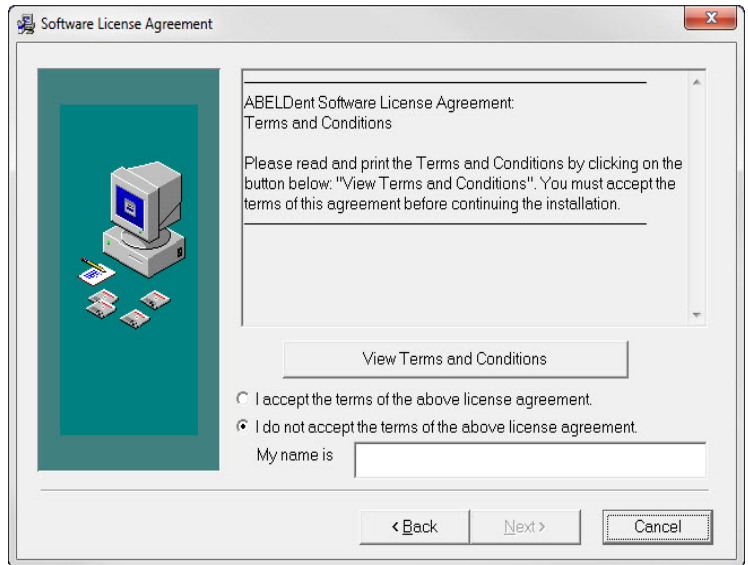 Software License Agreement
ABELDent Software License Agreement:
Terms and Conditions
Please read and print the Terms and Conditions by clicking on the
button below: "View Terms and Conditions". You must accept the
terms of this agreement before continuing the installation.
View Terms and Conditions
I accept the terms of the above license agreement.
I do not accept the terms of the above license agreement.
My name is
< Back Next > Cancel